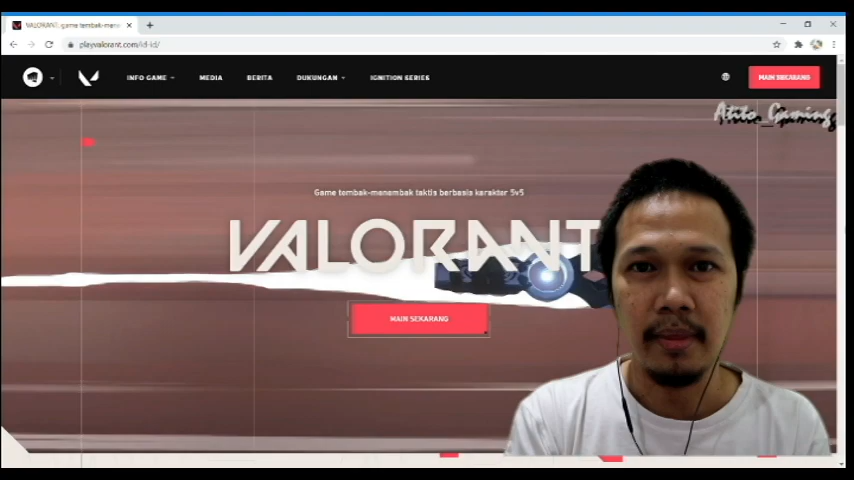 VALORANT: game tembak-mena
playvalorant.com/id-id/
INFO GAME
MEDIA
BERITA
DUKUNGAN
IGNITION SERIES
MAIN SEKARANG
Atito_Gaming
Game tembak-menembak taktis berbasis karakter 5v5
VALORANT
MAIN SEKARANG